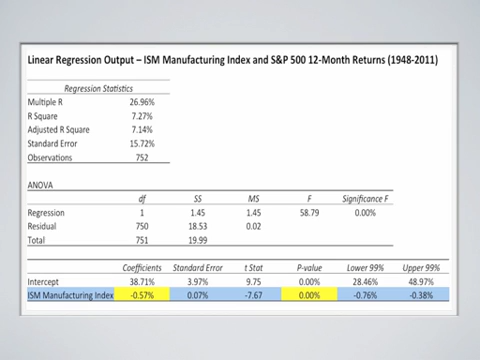 Linear Regression Output – ISM Manufacturing Index and S&P 500 12-Month Returns (1948-2011)
Regression Statistics
Multiple R 26.96%
R Square 7.27%
Adjusted R Square 7.14%
Standard Error 15.72%
Observations 752
ANOVA
df SS MS F Significance F
Regression 1 1.45 1.45 58.79 0.00%
Residual 750 18.53 0.02
Total 751 19.99
Coefficients Standard Error t Stat P-value Lower 99% Upper 99%
Intercept 38.71% 3.97% 9.75 0.00% 28.46% 48.97%
ISM Manufacturing Index -0.57% 0.07% -7.67 0.00% -0.76% -0.38%